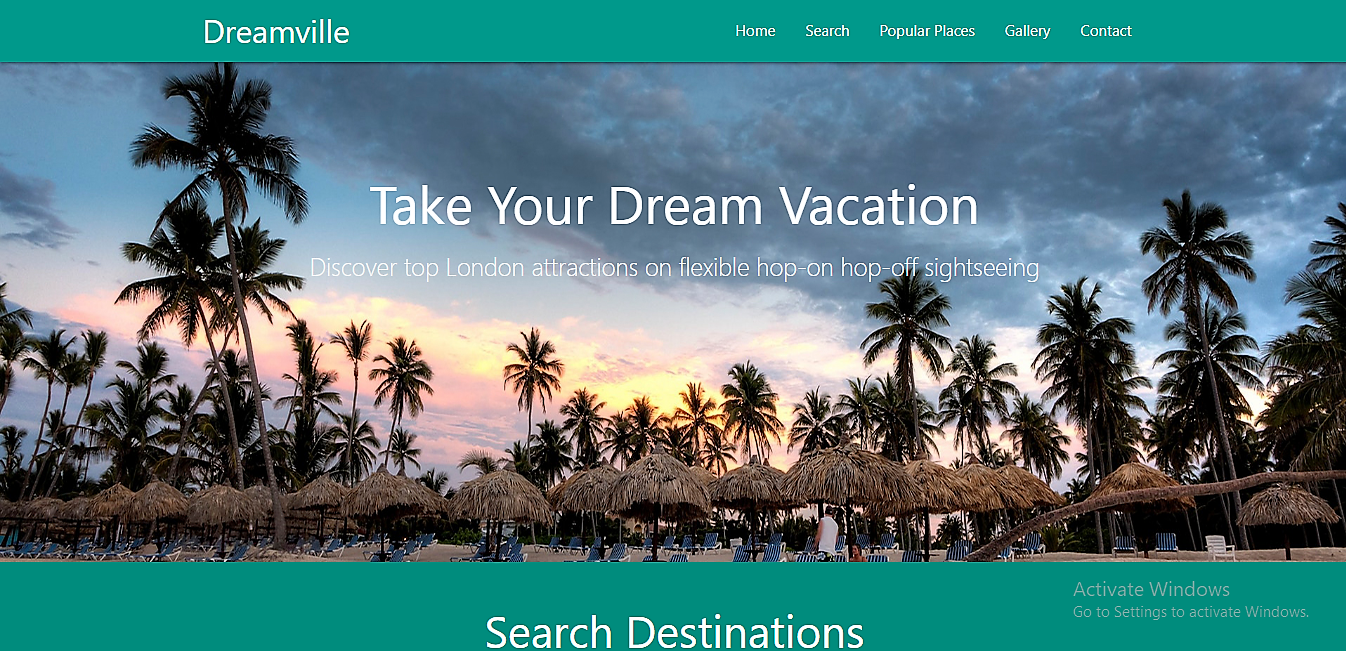 Dreamville
Home Search Popular Places Gallery Contact
Take Your Dream Vacation
Discover top London attractions on flexible hop-on hop-off sightseeing
Activate Windows
Go to Settings to activate Windows.
Search Destinations